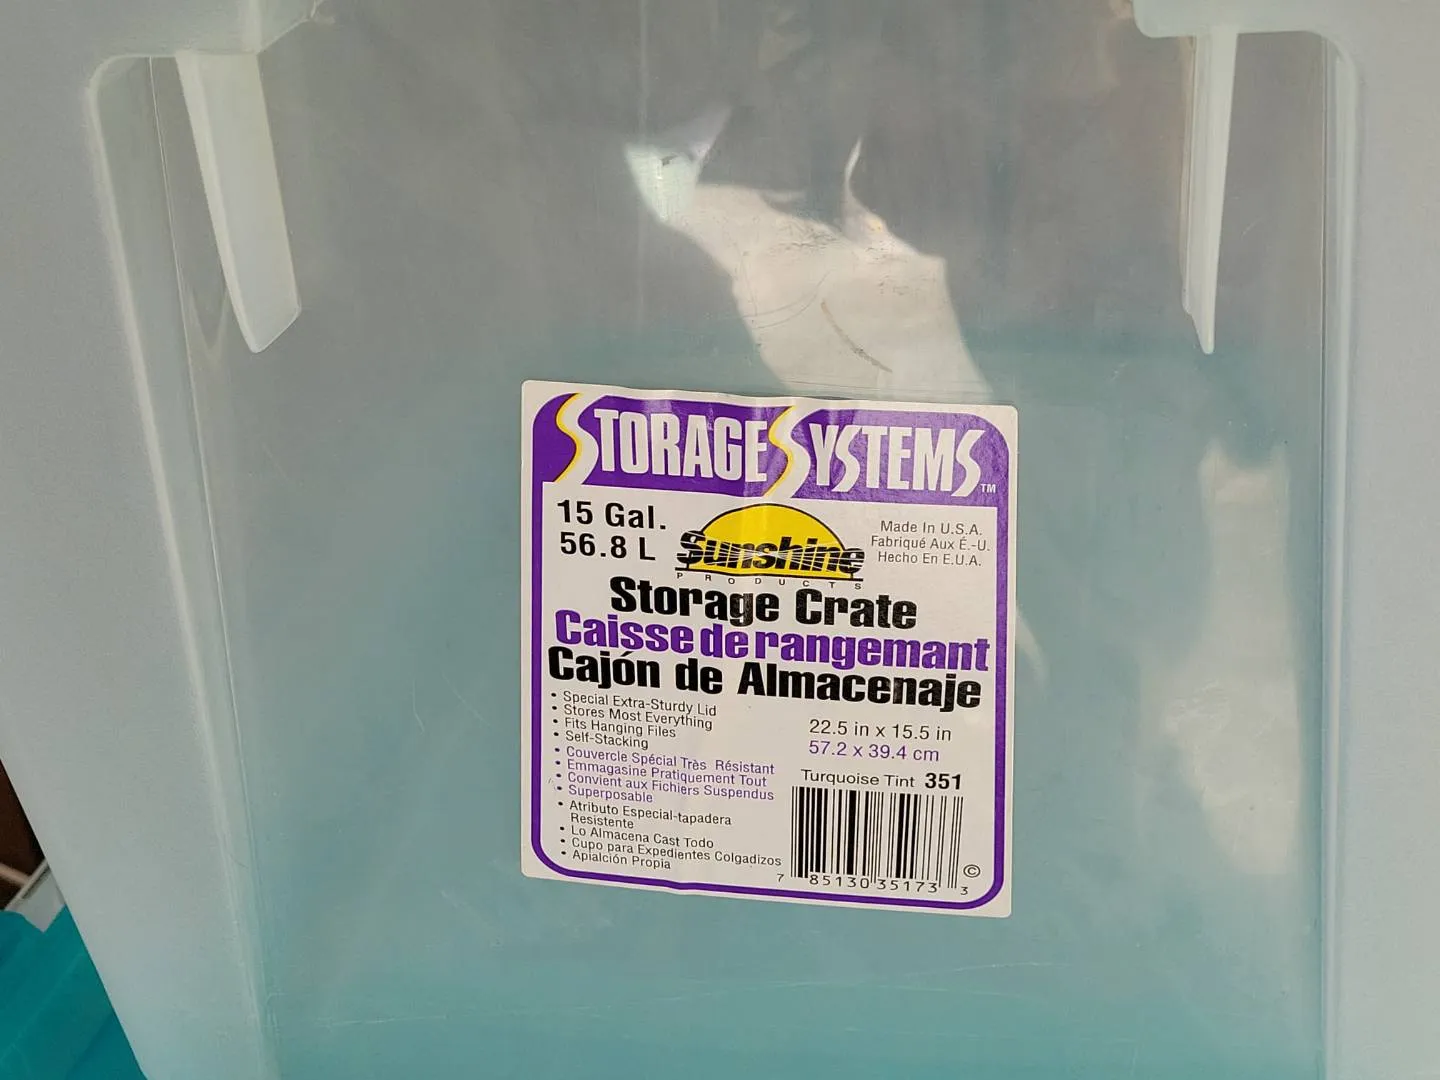 STORAGE SYSTEMS™
15 Gal.
56.8 L
Sunshine
PRODUCTS
Made In U.S.A.
Fabriqué Aux É.-U.
Hecho En E.U.A.
Storage Crate
Caisse de rangemant
Cajón de Almacenaje
• Special Extra-Sturdy Lid
• Stores Most Everything
• Fits Hanging Files
• Self-Stacking
• Couvercle Spécial Très Résistant
• Emmagasine Pratiquement Tout
• Convient aux Fichiers Suspendus
• Superposable
• Atributo Especial-tapadera
Resistente
• Lo Almacena Cast Todo
• Cupo para Expedientes Colgadizos
• Apialción Propia
22.5 in x 15.5 in
57.2 x 39.4 cm
Turquoise Tint 351
©
7 85130 35173 3